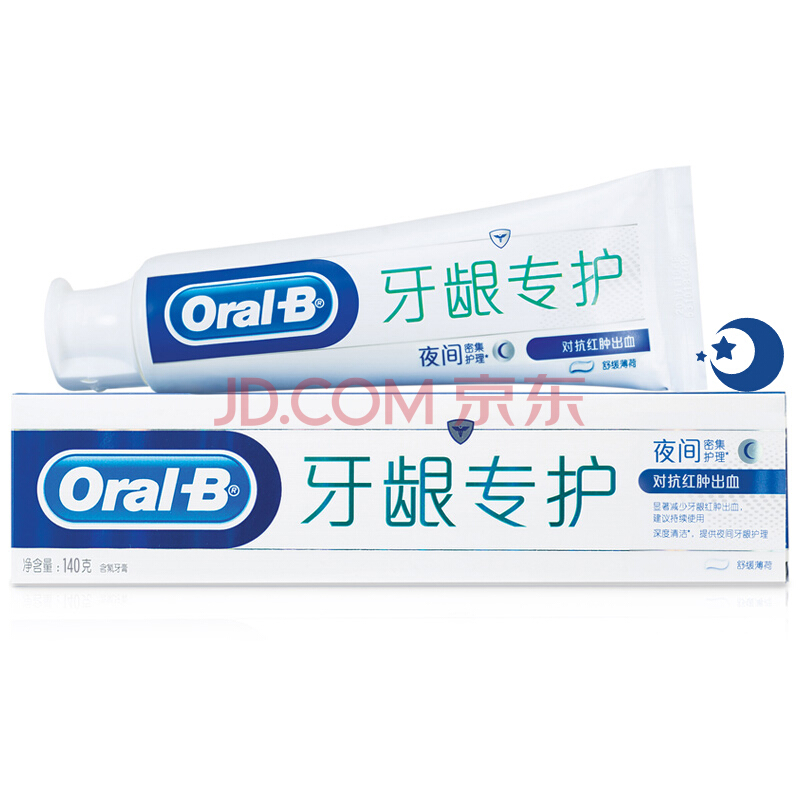 Oral-B®
牙龈专护
夜间 密集护理*
对抗红肿出血
舒缓薄荷
JD.COM 京东
Oral-B®
牙龈专护
夜间 密集护理*
对抗红肿出血
显著减少牙龈红肿出血，
建议持续使用
深度清洁*，提供夜间牙龈护理
净含量：140克 含氟牙膏
舒缓薄荷